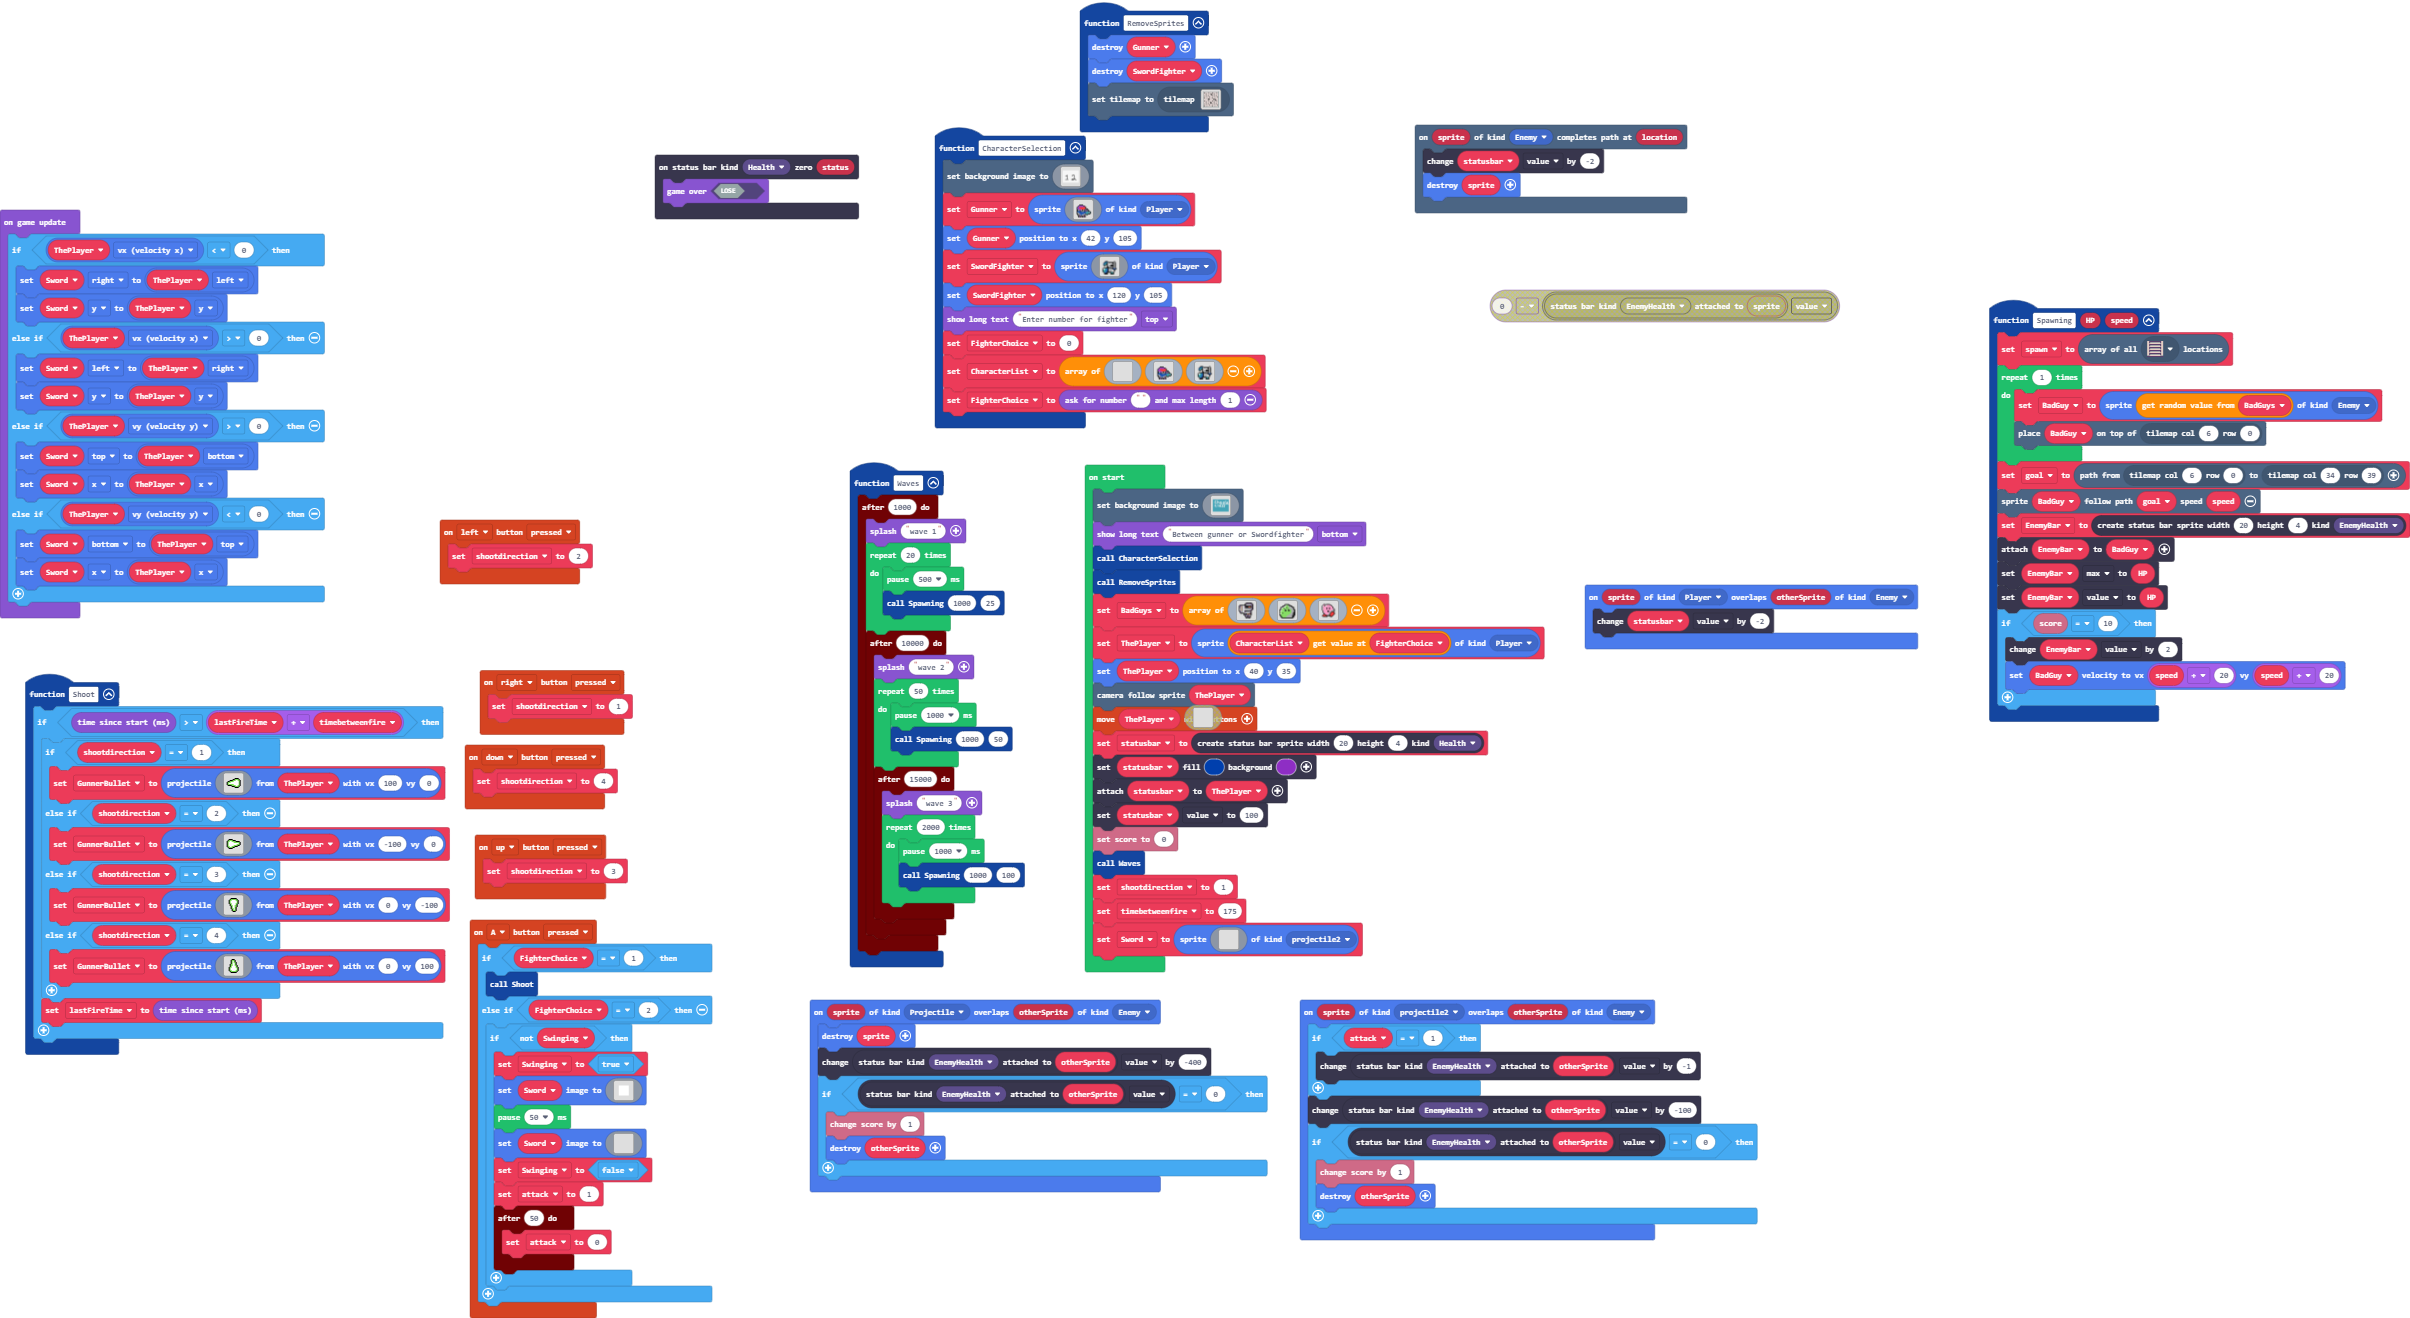 function RemoveSprites
destroy Gunner
destroy SwordFighter
set tilemap to tilemap
function CharacterSelection
set background image to 1 2
set Gunner to sprite of kind Player
set Gunner position to x 42 y 105
set SwordFighter to sprite of kind Player
set SwordFighter position to x 120 y 105
show long text "Enter number for fighter" top
set FighterChoice to 0
set CharacterList to array of
set FighterChoice to ask for number "" and max length 1
on status bar kind Health zero status
game over LOSE
on sprite of kind Enemy completes path at location
change statusbar value by -2
destroy sprite
0 - status bar kind EnemyHealth attached to sprite value
on game update
if ThePlayer vx (velocity x) < 0 then
set Sword right to ThePlayer left
set Sword y to ThePlayer y
else if ThePlayer vx (velocity x) > 0 then
set Sword left to ThePlayer right
set Sword y to ThePlayer y
else if ThePlayer vy (velocity y) > 0 then
set Sword top to ThePlayer bottom
set Sword x to ThePlayer x
else if ThePlayer vy (velocity y) < 0 then
set Sword bottom to ThePlayer top
set Sword x to ThePlayer x
function Spawning HP speed
set spawn to array of all locations
repeat 1 times
do
set BadGuy to sprite get random value from BadGuys of kind Enemy
place BadGuy on top of tilemap col 6 row 0
set goal to path from tilemap col 6 row 0 to tilemap col 34 row 39
sprite BadGuy follow path goal speed speed
set EnemyBar to create status bar sprite width 20 height 4 kind EnemyHealth
attach EnemyBar to BadGuy
set EnemyBar max to HP
set EnemyBar value to HP
if score = 10 then
change EnemyBar value by 2
set BadGuy velocity to vx speed + 20 vy speed + 20
function Waves
after 1000 do
splash "wave 1"
repeat 20 times
do pause 500 ms
call Spawning 1000 25
after 10000 do
splash "wave 2"
repeat 50 times
do pause 1000 ms
call Spawning 1000 50
after 15000 do
splash "wave 3"
repeat 2000 times
do pause 1000 ms
call Spawning 1000 100
on start
set background image to
show long text "Between gunner or Swordfighter" bottom
call CharacterSelection
call RemoveSprites
set BadGuys to array of
set ThePlayer to sprite CharacterList get value at FighterChoice of kind Player
set ThePlayer position to x 40 y 35
camera follow sprite ThePlayer
move ThePlayer
set statusbar to create status bar sprite width 20 height 4 kind Health
set statusbar fill background
attach statusbar to ThePlayer
set statusbar value to 100
set score to 0
call Waves
set shootdirection to 1
set timebetweenfire to 175
set Sword to sprite of kind projectile2
on sprite of kind Player overlaps otherSprite of kind Enemy
change statusbar value by -2
on left button pressed
set shootdirection to 2
on right button pressed
set shootdirection to 1
on down button pressed
set shootdirection to 4
on up button pressed
set shootdirection to 3
function Shoot
if time since start (ms) > lastFireTime + timebetweenfire then
if shootdirection = 1 then
set GunnerBullet to projectile from ThePlayer with vx 100 vy 0
else if shootdirection = 2 then
set GunnerBullet to projectile from ThePlayer with vx -100 vy 0
else if shootdirection = 3 then
set GunnerBullet to projectile from ThePlayer with vx 0 vy -100
else if shootdirection = 4 then
set GunnerBullet to projectile from ThePlayer with vx 0 vy 100
set lastFireTime to time since start (ms)
on A button pressed
if FighterChoice = 1 then
call Shoot
else if FighterChoice = 2 then
if not Swinging then
set Swinging to true
set Sword image to
pause 50 ms
set Sword image to
set Swinging to false
set attack to 1
after 50 do
set attack to 0
on sprite of kind Projectile overlaps otherSprite of kind Enemy
destroy sprite
change status bar kind EnemyHealth attached to otherSprite value by -400
if status bar kind EnemyHealth attached to otherSprite value = 0 then
change score by 1
destroy otherSprite
on sprite of kind projectile2 overlaps otherSprite of kind Enemy
if attack = 1 then
change status bar kind EnemyHealth attached to otherSprite value by -1
change status bar kind EnemyHealth attached to otherSprite value by -100
if status bar kind EnemyHealth attached to otherSprite value = 0 then
change score by 1
destroy otherSprite